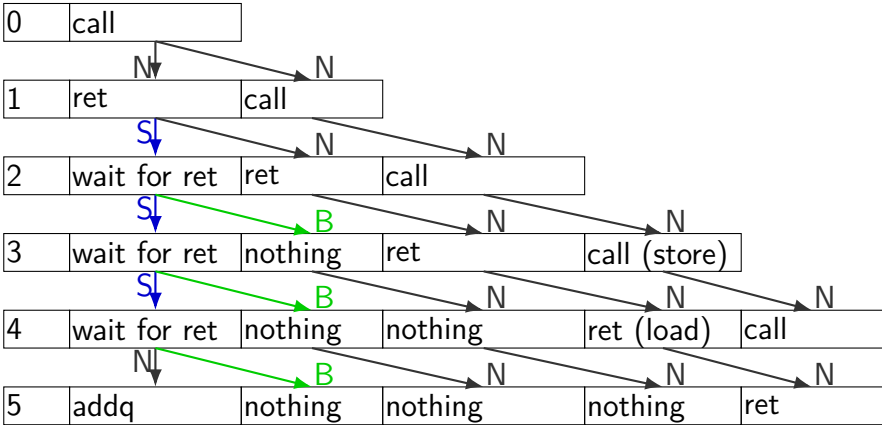 0 call
N N
1 ret call
S N N
2 wait for ret ret call
S B N N
3 wait for ret nothing ret call (store)
S B N N N
4 wait for ret nothing nothing ret (load) call
N B N N N
5 addq nothing nothing nothing ret